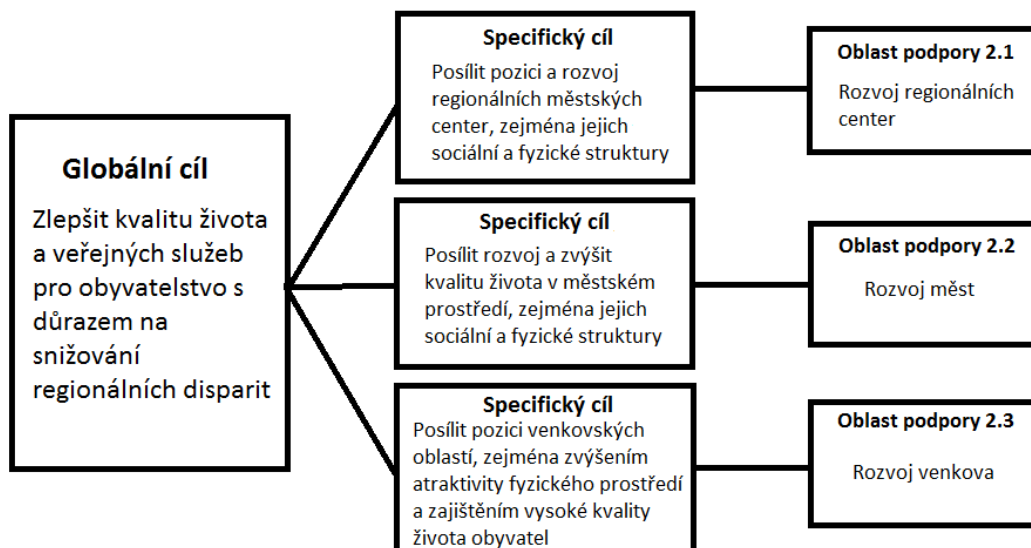 Globální cíl
Zlepšit kvalitu života
a veřejných služeb
pro obyvatelstvo s
důrazem na
snižování
regionálních disparit
Specifický cíl
Posílit pozici a rozvoj
regionálních městských
center, zejména jejich
sociální a fyzické struktury
Oblast podpory 2.1
Rozvoj regionálních
center
Specifický cíl
Posílit rozvoj a zvýšit
kvalitu života v městském
prostředí, zejména jejich
sociální a fyzické struktury
Oblast podpory 2.2
Rozvoj měst
Specifický cíl
Posílit pozici venkovských
oblastí, zejména zvýšením
atraktivity fyzického prostředí
a zajištěním vysoké kvality
života obyvatel
Oblast podpory 2.3
Rozvoj venkova